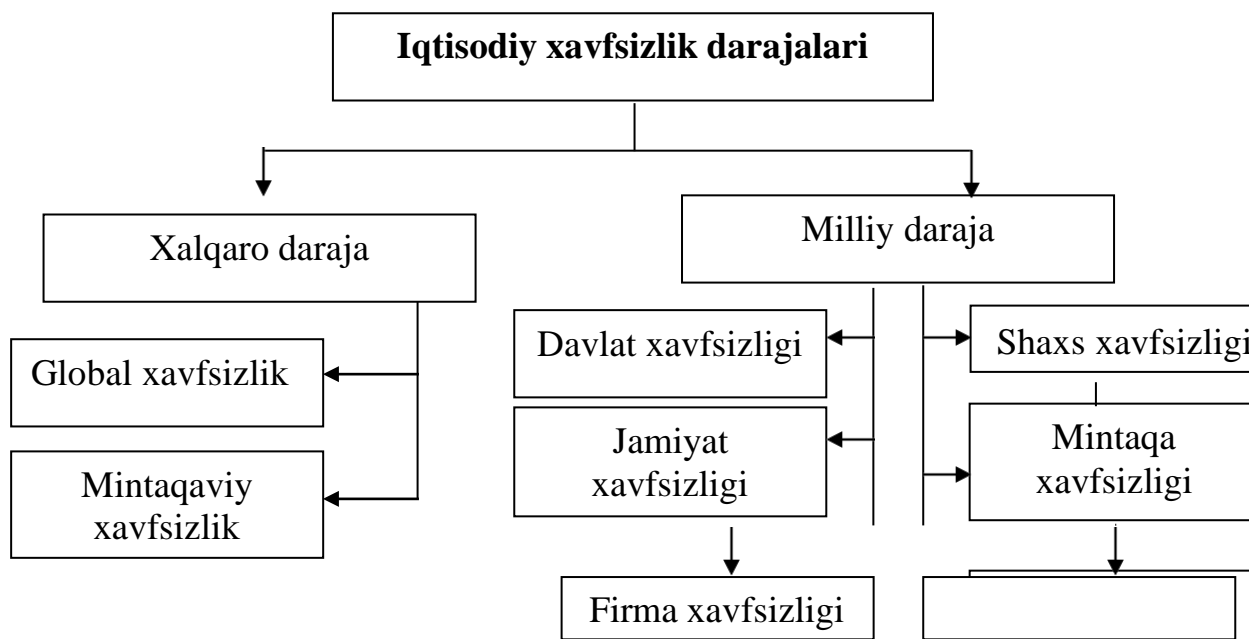 Iqtisodiy xavfsizlik darajalari
Xalqaro daraja
Milliy daraja
Global xavfsizlik
Mintaqaviy
xavfsizlik
Davlat xavfsizligi
Shaxs xavfsizligi
Jamiyat
xavfsizligi
Mintaqa
xavfsizligi
Firma xavfsizligi